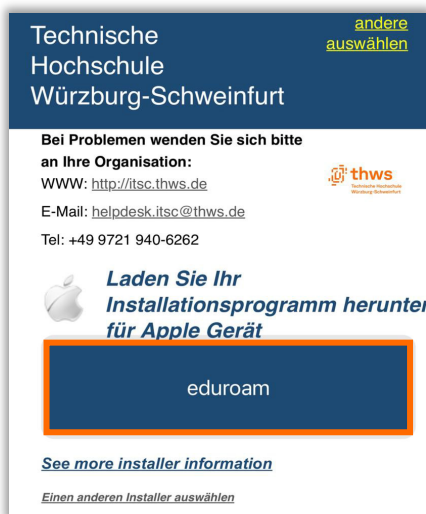 Technische
Hochschule
Würzburg-Schweinfurt
andere
auswählen
Bei Problemen wenden Sie sich bitte
an Ihre Organisation:
WWW: http://itsc.thws.de
E-Mail: helpdesk.itsc@thws.de
Tel: +49 9721 940-6262
thws
Technische Hochschule
Würzburg-Schweinfurt
Laden Sie Ihr
Installationsprogramm herunter
für Apple Gerät
eduroam
See more installer information
Einen anderen Installer auswählen